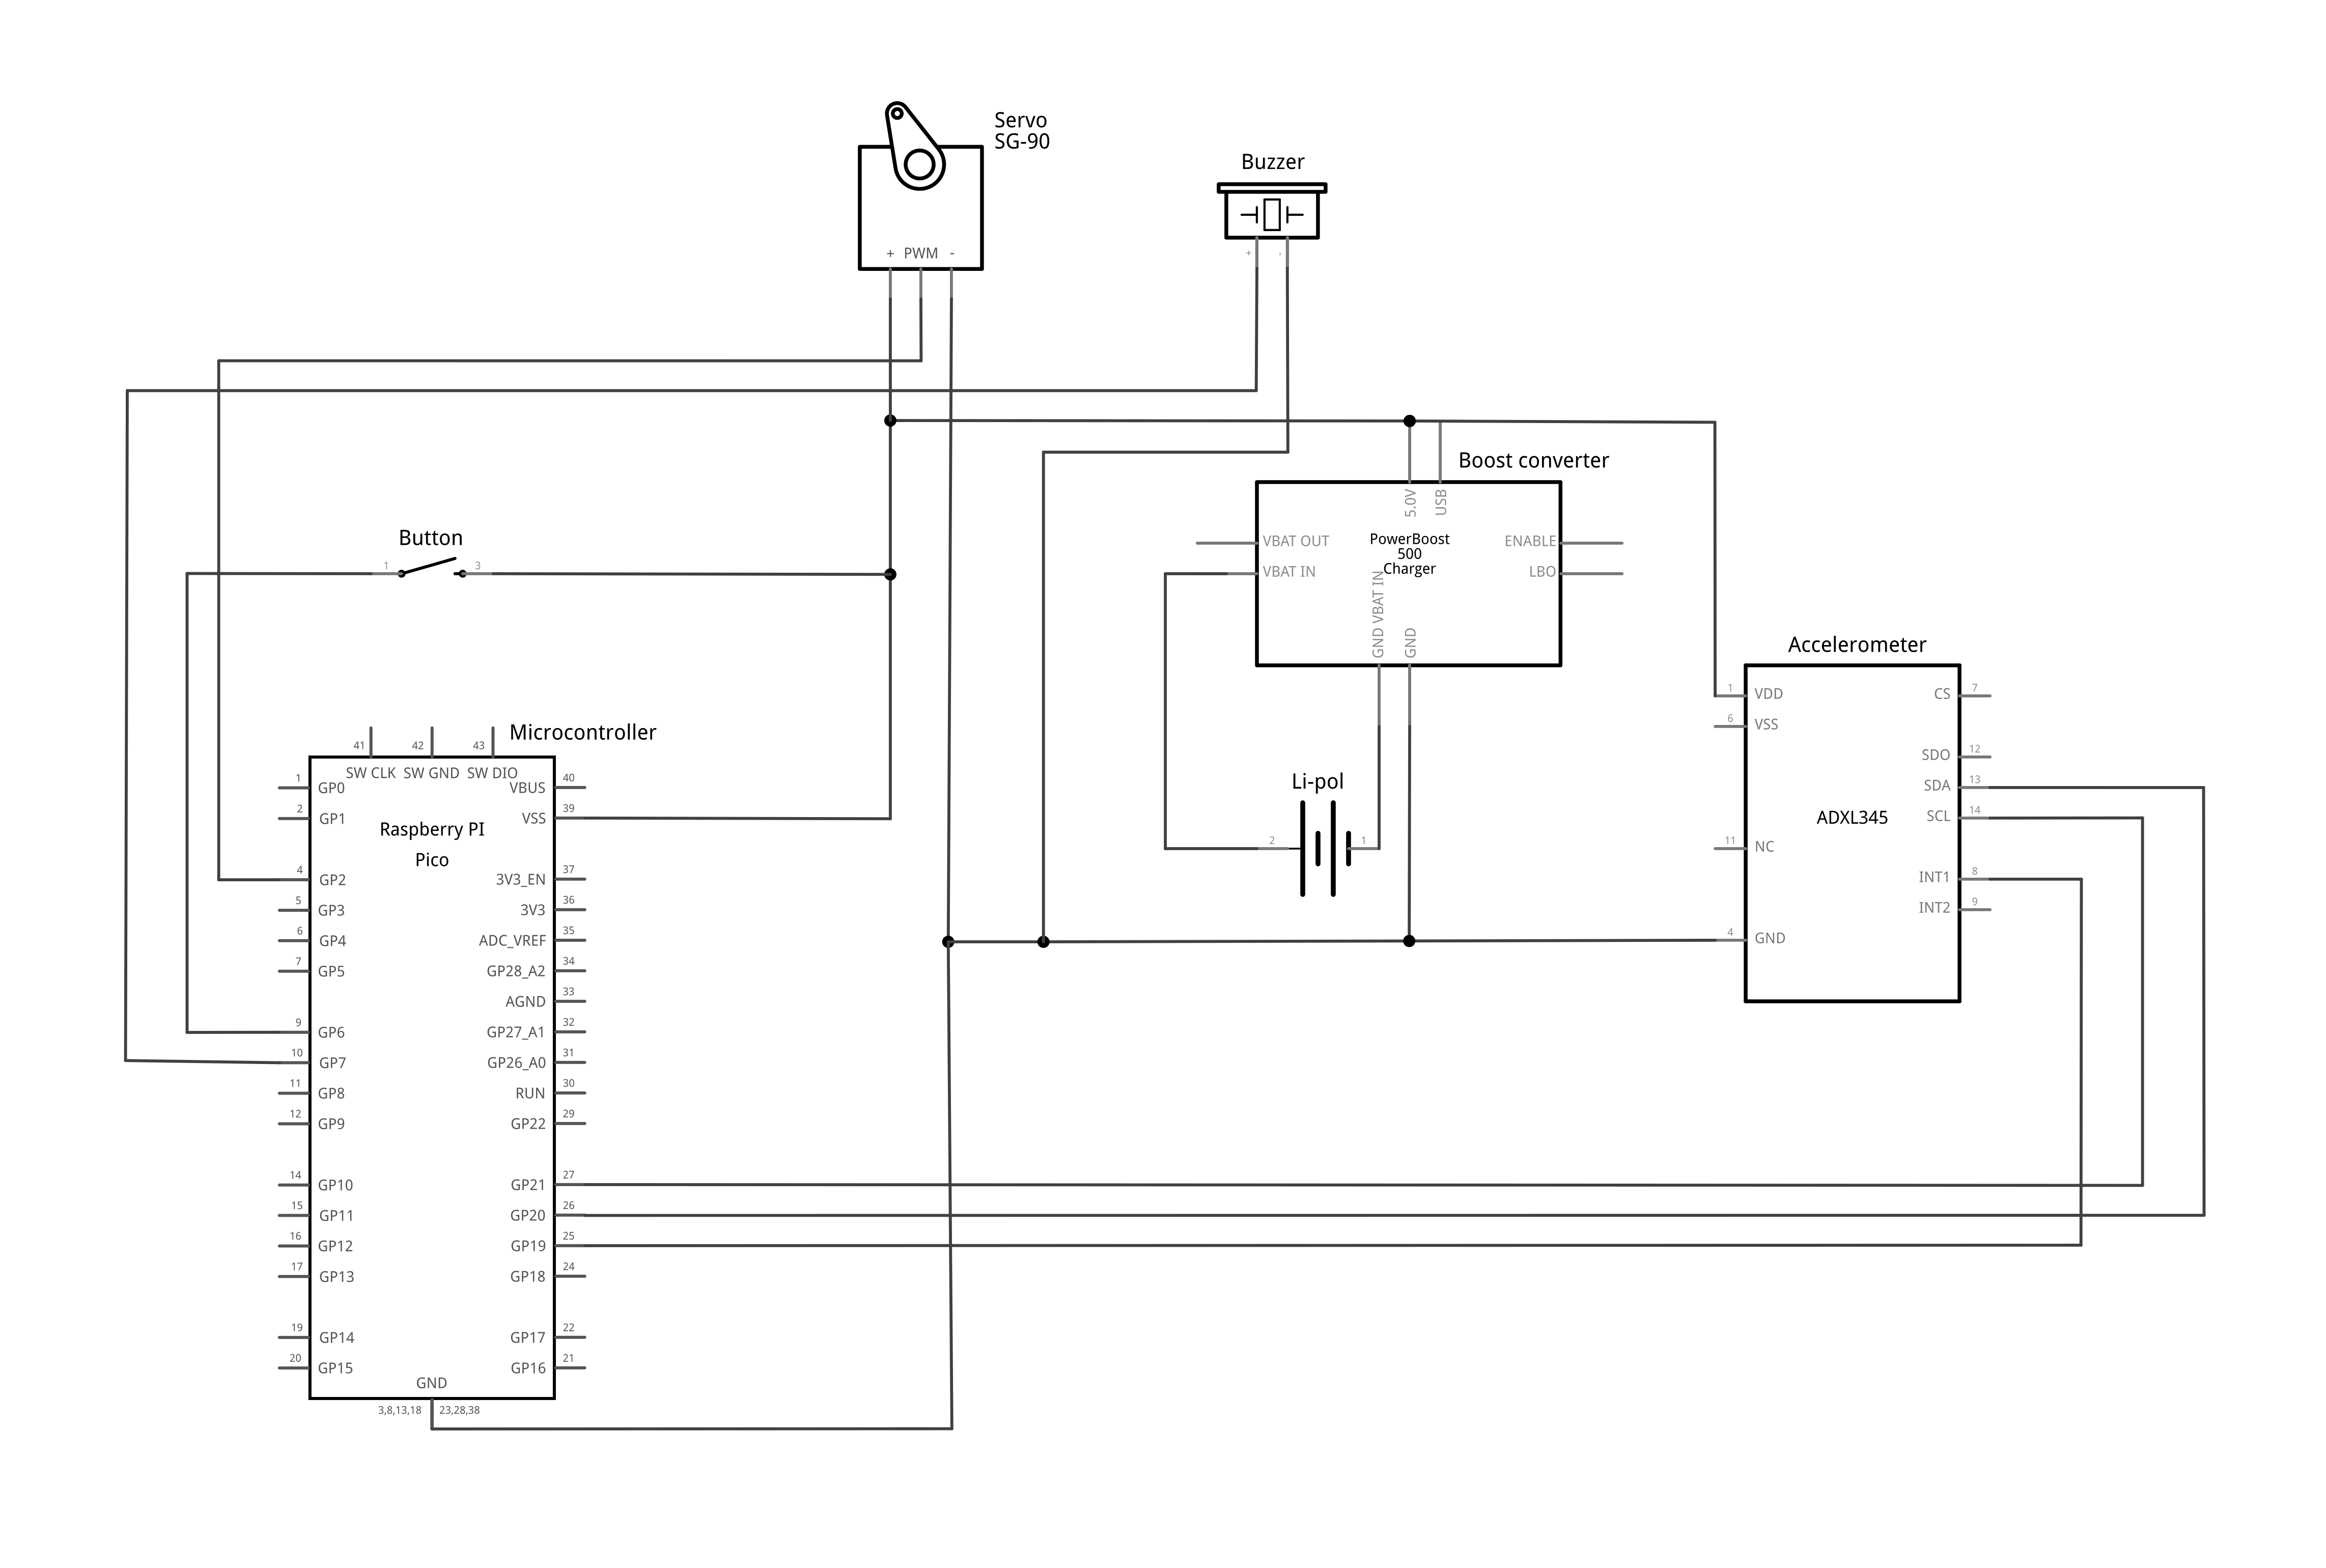 Servo
SG-90
+ PWM -
Buzzer
+ -
Boost converter
5.0V USB
PowerBoost
500
Charger
VBAT OUT
VBAT IN
ENABLE
LBO
GND VBAT IN
GND
Button
1 3
Li-pol
2 1
Accelerometer
ADXL345
1 VDD
6 VSS
11 NC
4 GND
CS 7
SDO 12
SDA 13
SCL 14
INT1 8
INT2 9
Microcontroller
41 42 43
SW CLK SW GND SW DIO
Raspberry PI
Pico
1 GP0
2 GP1
4 GP2
5 GP3
6 GP4
7 GP5
9 GP6
10 GP7
11 GP8
12 GP9
14 GP10
15 GP11
16 GP12
17 GP13
19 GP14
20 GP15
VBUS 40
VSS 39
3V3_EN 37
3V3 36
ADC_VREF 35
GP28_A2 34
AGND 33
GP27_A1 32
GP26_A0 31
RUN 30
GP22 29
GP21 27
GP20 26
GP19 25
GP18 24
GP17 22
GP16 21
GND
3,8,13,18 23,28,38